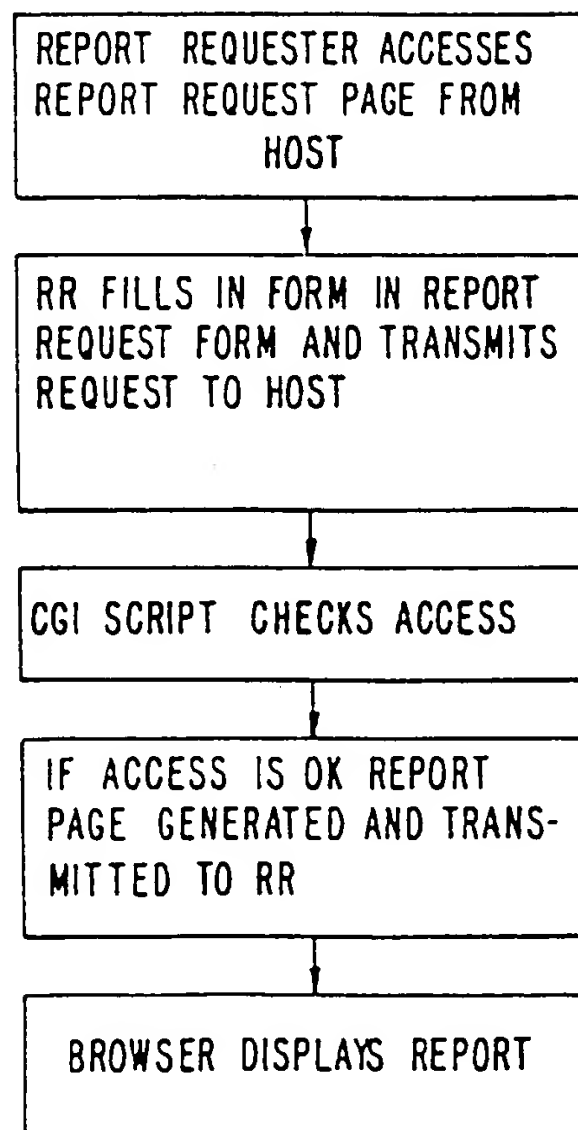 REPORT REQUESTER ACCESSES
REPORT REQUEST PAGE FROM
HOST
RR FILLS IN FORM IN REPORT
REQUEST FORM AND TRANSMITS
REQUEST TO HOST
CGI SCRIPT CHECKS ACCESS
IF ACCESS IS OK REPORT
PAGE GENERATED AND TRANS-
MITTED TO RR
BROWSER DISPLAYS REPORT